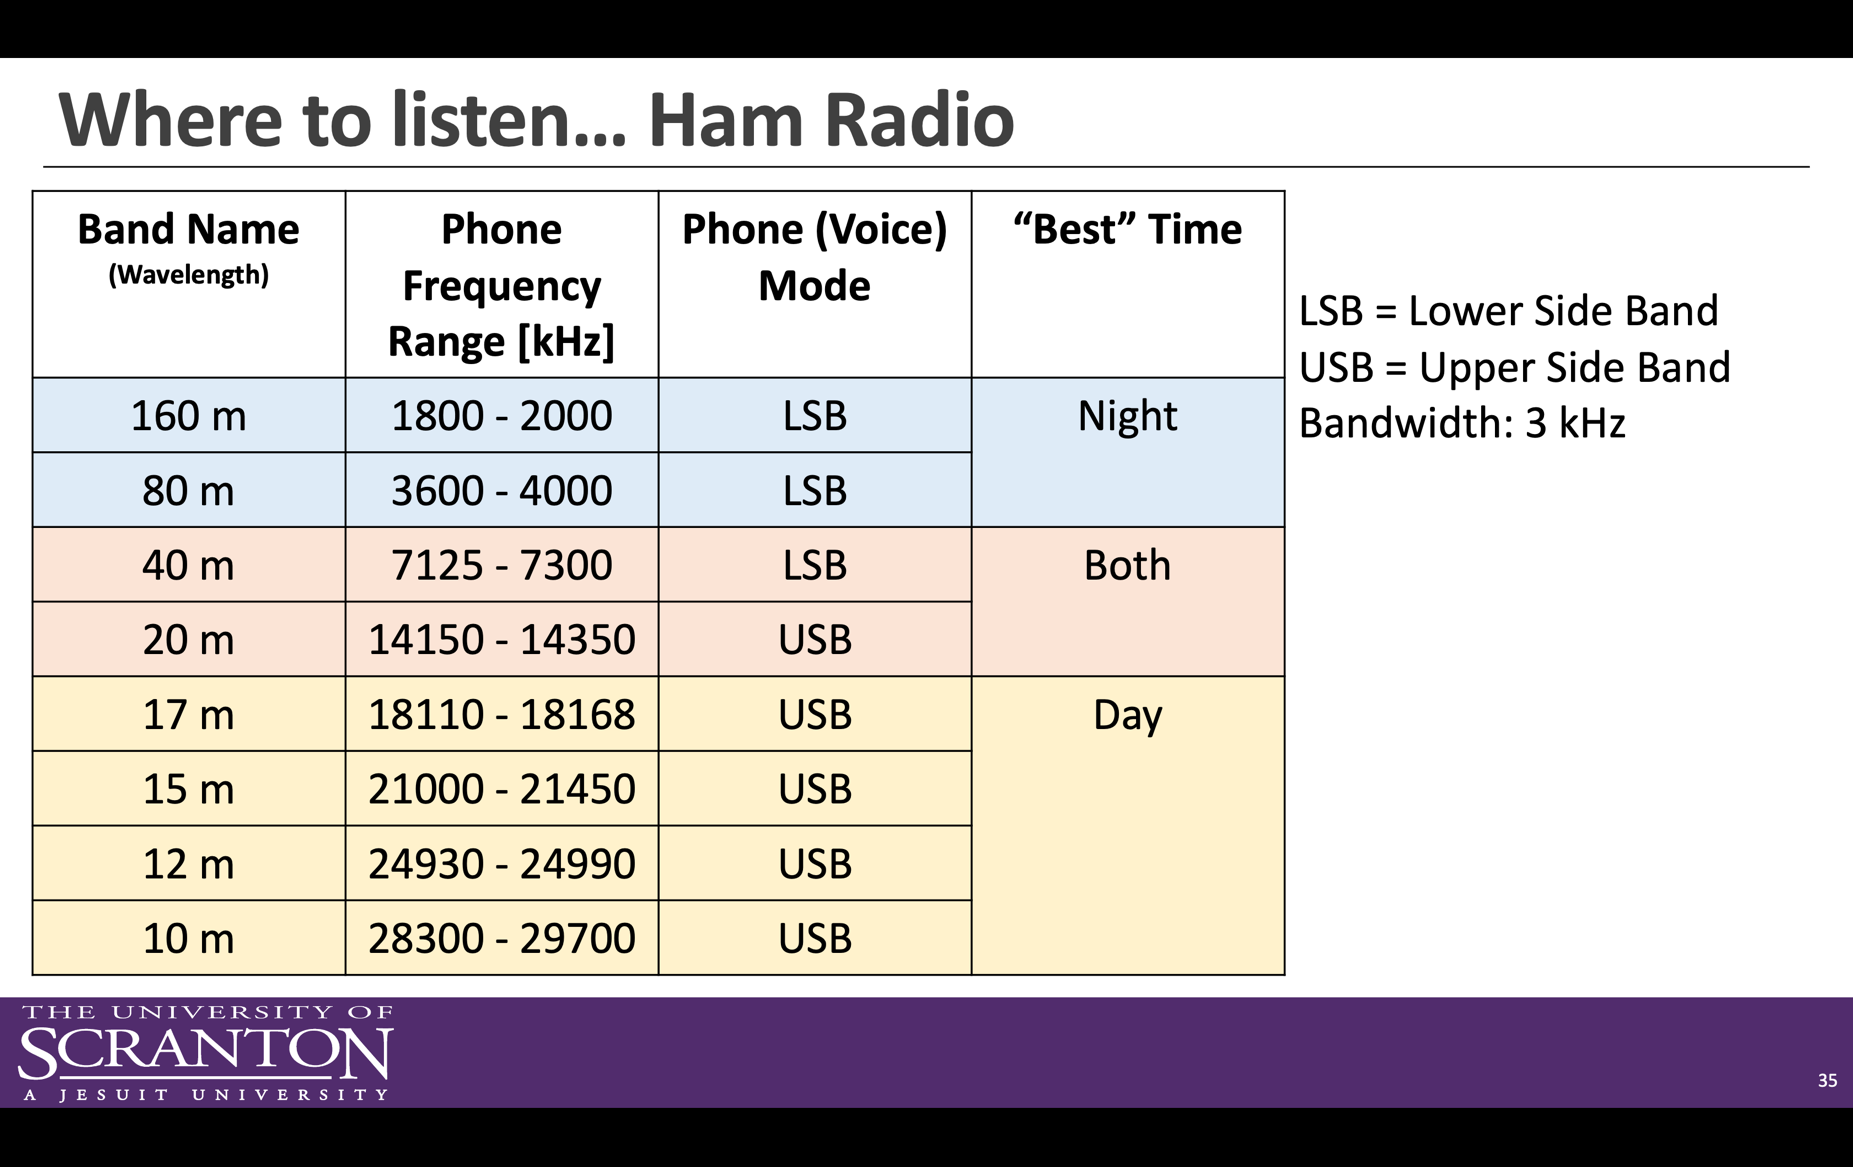 Where to listen... Ham Radio
Band Name
(Wavelength)
Phone
Frequency
Range [kHz]
Phone (Voice)
Mode
“Best” Time
160 m
1800 - 2000
LSB
Night
80 m
3600 - 4000
LSB
40 m
7125 - 7300
LSB
Both
20 m
14150 - 14350
USB
17 m
18110 - 18168
USB
Day
15 m
21000 - 21450
USB
12 m
24930 - 24990
USB
10 m
28300 - 29700
USB
LSB = Lower Side Band
USB = Upper Side Band
Bandwidth: 3 kHz
THE UNIVERSITY OF
SCRANTON
A JESUIT UNIVERSITY
35